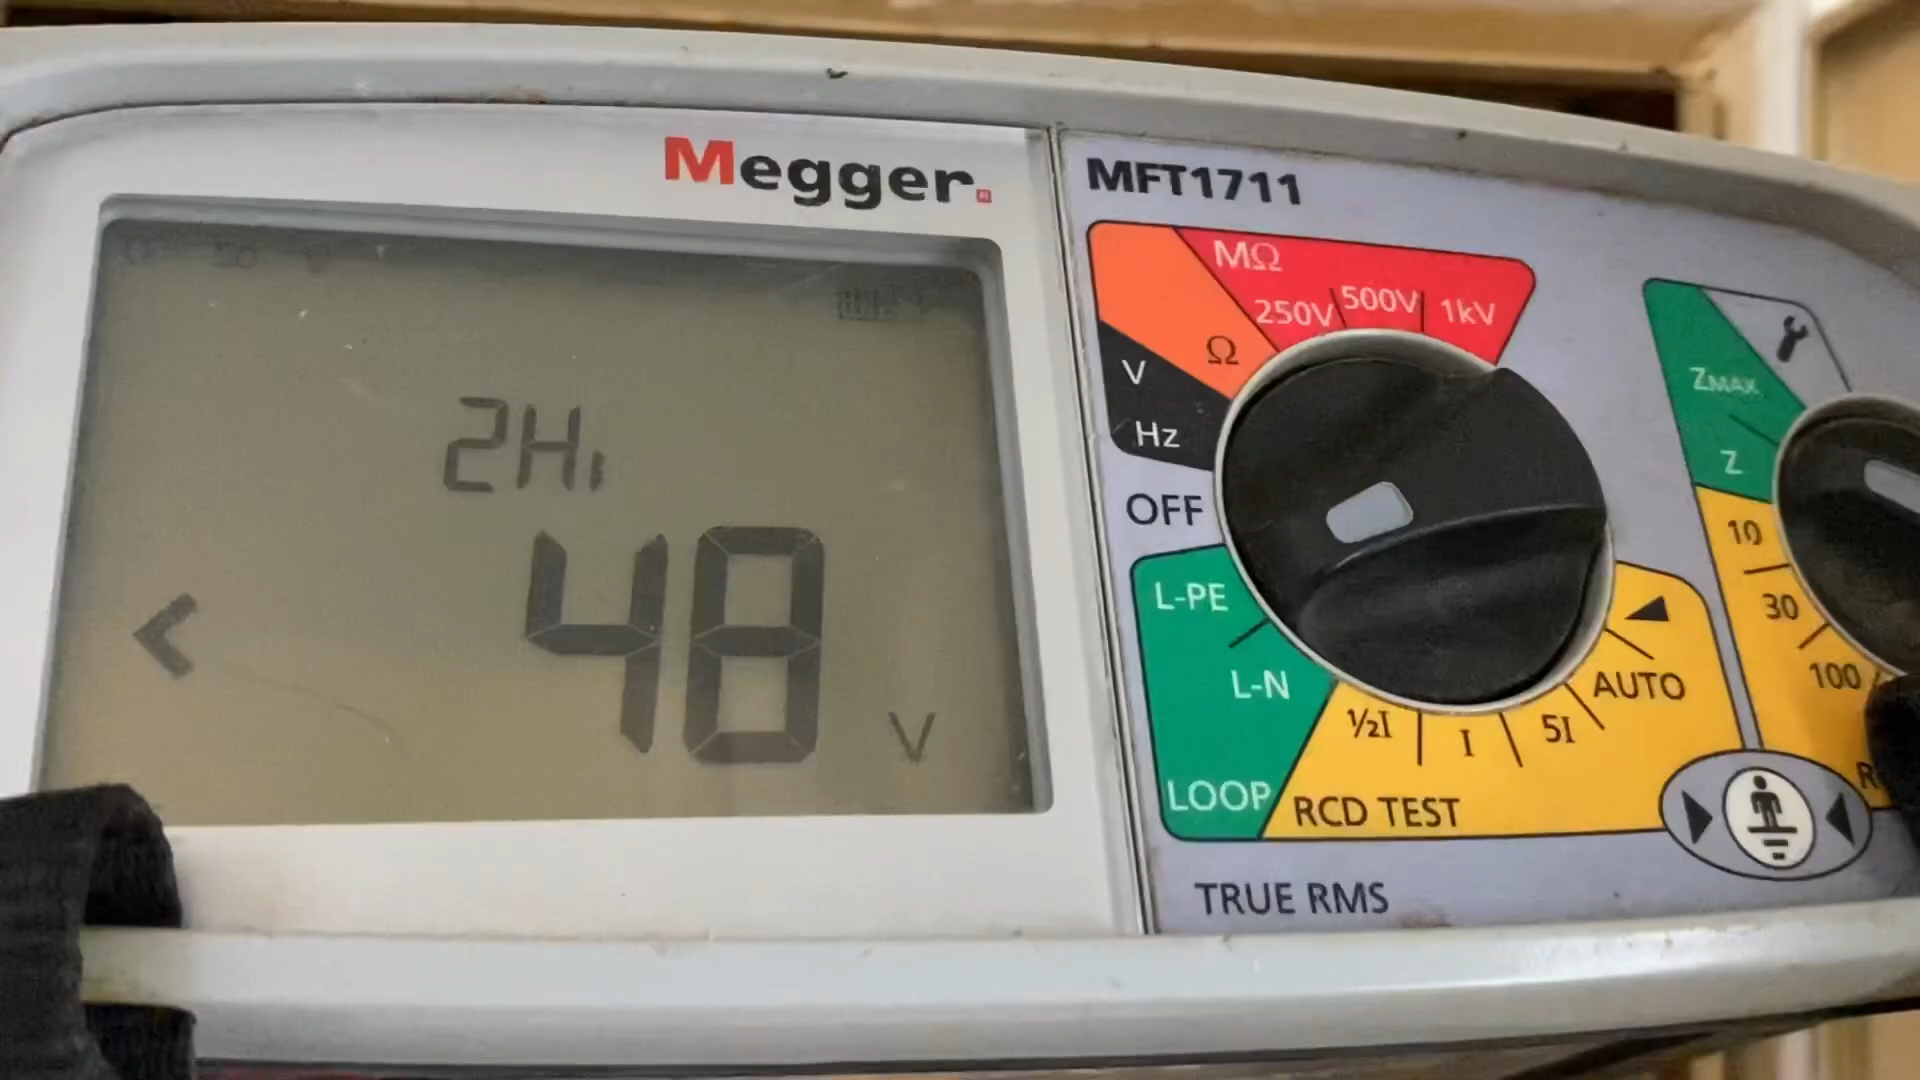 Megger.
2Hi
< 48 V
MFT1711
MΩ
250V 500V 1kV
Ω
V
Hz
OFF
L-PE
L-N
LOOP
½I
I
5I
AUTO
RCD TEST
TRUE RMS
ZMAX
Z
10
30
100